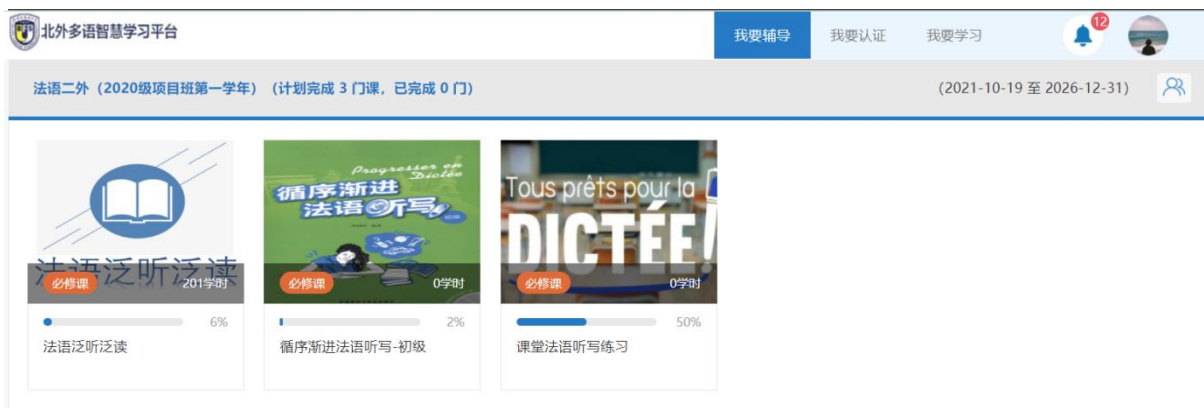 北外多语智慧学习平台
我要辅导 我要认证 我要学习 12
法语二外（2020级项目班第一学年）（计划完成 3 门课，已完成 0 门） (2021-10-19 至 2026-12-31)
法语泛听泛读
必修课 201学时
Progresser en
Dictée
循序渐进
法语听写
初级
必修课 0学时
Tous prêts pour la
DICTÉE!
必修课 0学时
6% 2% 50%
法语泛听泛读 循序渐进法语听写-初级 课堂法语听写练习